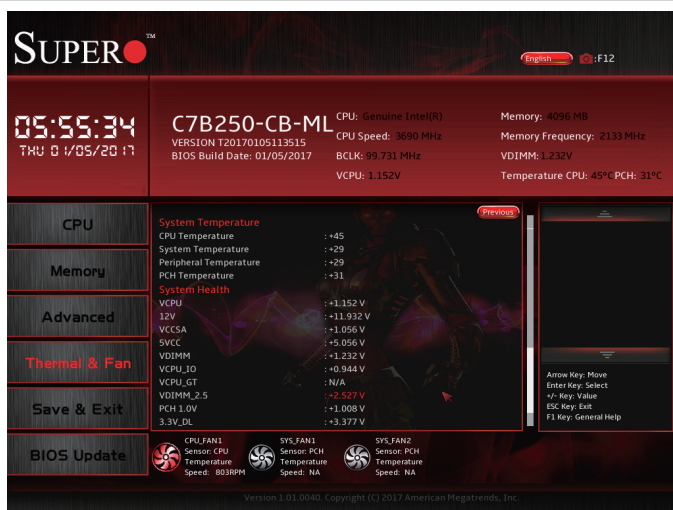 SUPER TM
English :F12
05:55:34
THU 01/05/2017
C7B250-CB-ML
VERSION T20170105113515
BIOS Build Date: 01/05/2017
CPU: Genuine Intel(R)
CPU Speed: 3690 MHz
BCLK: 99.731 MHz
VCPU: 1.152V
Memory: 4096 MB
Memory Frequency: 2133 MHz
VDIMM: 1.232V
Temperature CPU: 45°C PCH: 31°C
CPU
Memory
Advanced
Thermal & Fan
Save & Exit
BIOS Update
Previous
System Temperature
CPU Temperature : +45
System Temperature : +29
Peripheral Temperature : +29
PCH Temperature : +31
System Health
VCPU : +1.152 V
12V : +11.932 V
VCCSA : +1.056 V
5VCC : +5.056 V
VDIMM : +1.232 V
VCPU_IO : +0.944 V
VCPU_GT : N/A
VDIMM_2.5 : +2.527 V
PCH 1.0V : +1.008 V
3.3V_DL : +3.377 V
Arrow Key: Move
Enter Key: Select
+/- Key: Value
ESC Key: Exit
F1 Key: General Help
CPU_FAN1
Sensor: CPU
Temperature
Speed: 803RPM
SYS_FAN1
Sensor: PCH
Temperature
Speed: NA
SYS_FAN2
Sensor: PCH
Temperature
Speed: NA
Version 1.01.0040. Copyright (C) 2017 American Megatrends, Inc.